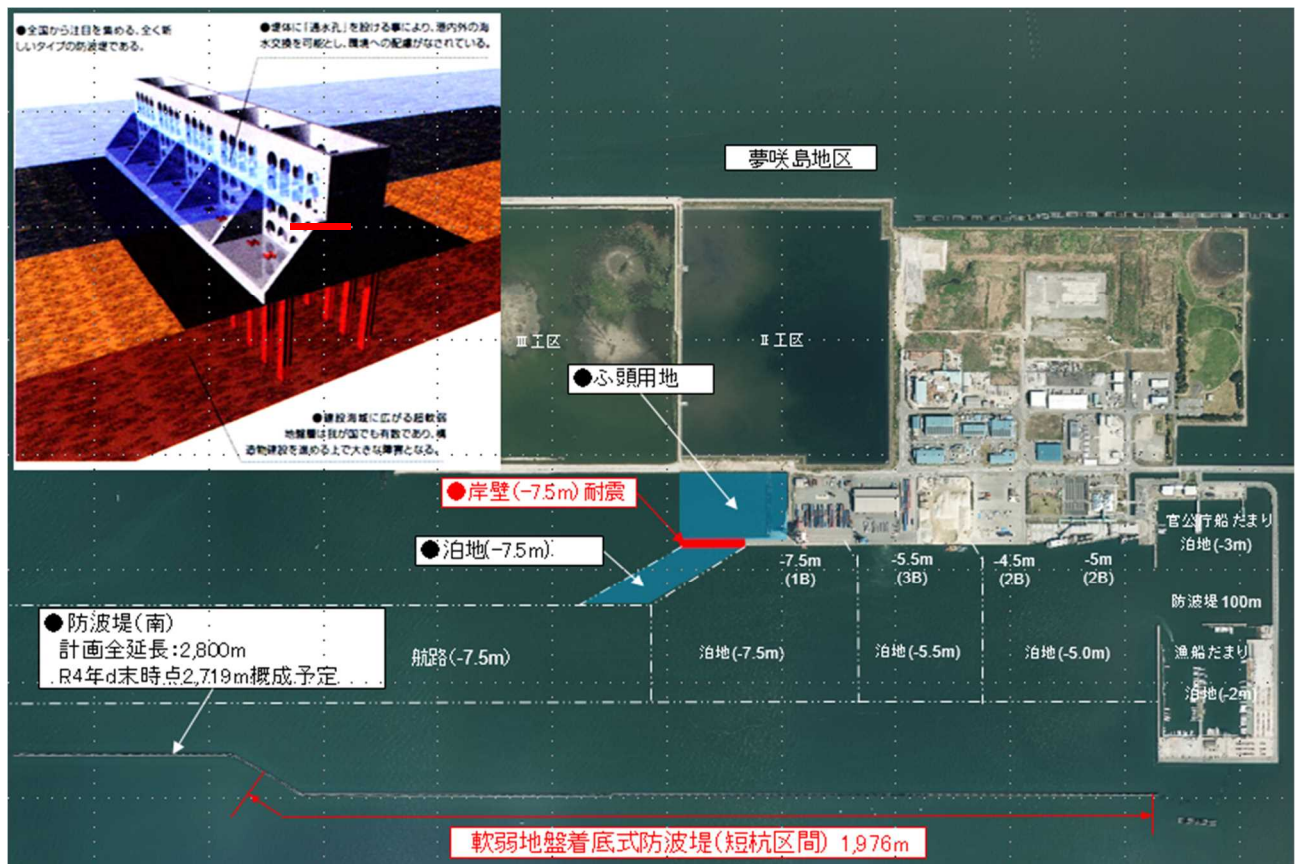 ●全国から注目を集める、全く新
しいタイプの防波堤である。
●堤体に「通水孔」を設ける事により、港内外の海
水交換を可能とし、環境への配慮がなされている。
●建設海域に広がる超軟弱
地盤層は我が国でも有数であり、構
造物建設を進める上で大きな障害となる。
夢咲島地区
Ⅲ工区
Ⅱ工区
●ふ頭用地
●岸壁(-7.5m)耐震
●泊地(-7.5m)
官公庁船だまり
泊地(-3m)
-7.5m
(1B)
-5.5m
(3B)
-4.5m
(2B)
-5m
(2B)
防波堤100m
●防波堤(南)
計画全延長:2,800m
R4年d末時点2,719m概成予定
航路(-7.5m)
泊地(-7.5m)
泊地(-5.5m)
泊地(-5.0m)
漁船だまり
泊地(-2m)
軟弱地盤着底式防波堤(短杭区間) 1,976m